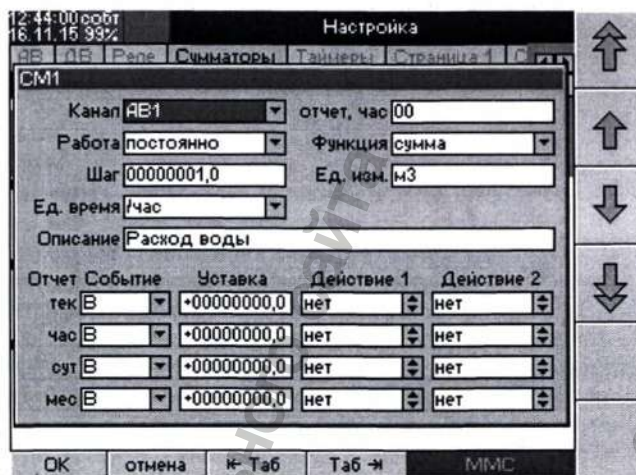 12:44:00 собт
16.11.15 99%
Настройка
АВ ДВ Реле Сумматоры Таймеры Страница 1
СМ1
Канал АВ1 отчет, час 00
Работа постоянно Функция сумма
Шаг 00000001,0 Ед. изм. м3
Ед. время /час
Описание Расход воды
Отчет Событие Уставка Действие 1 Действие 2
тек В +00000000,0 нет нет
час В +00000000,0 нет нет
сут В +00000000,0 нет нет
мес В +00000000,0 нет нет
ОК отмена Таб Таб ММС